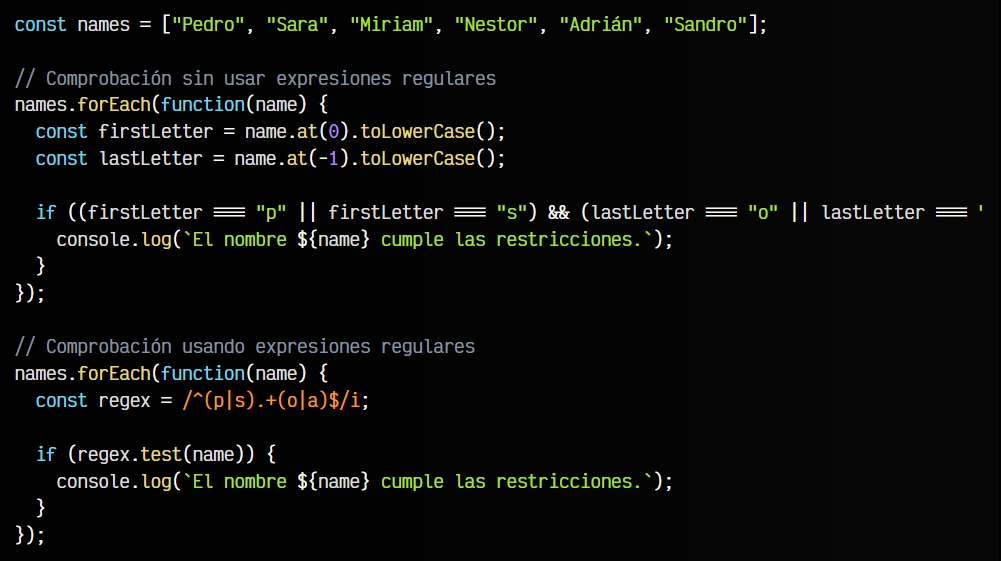 const names = ["Pedro", "Sara", "Miriam", "Nestor", "Adrián", "Sandro"];
// Comprobación sin usar expresiones regulares
names.forEach(function(name) {
  const firstLetter = name.at(0).toLowerCase();
  const lastLetter = name.at(-1).toLowerCase();
  if ((firstLetter === "p" || firstLetter === "s") && (lastLetter === "o" || lastLetter === '
    console.log(`El nombre ${name} cumple las restricciones.`);
  }
});
// Comprobación usando expresiones regulares
names.forEach(function(name) {
  const regex = /^(p|s).+(o|a)$/i;
  if (regex.test(name)) {
    console.log(`El nombre ${name} cumple las restricciones.`);
  }
});